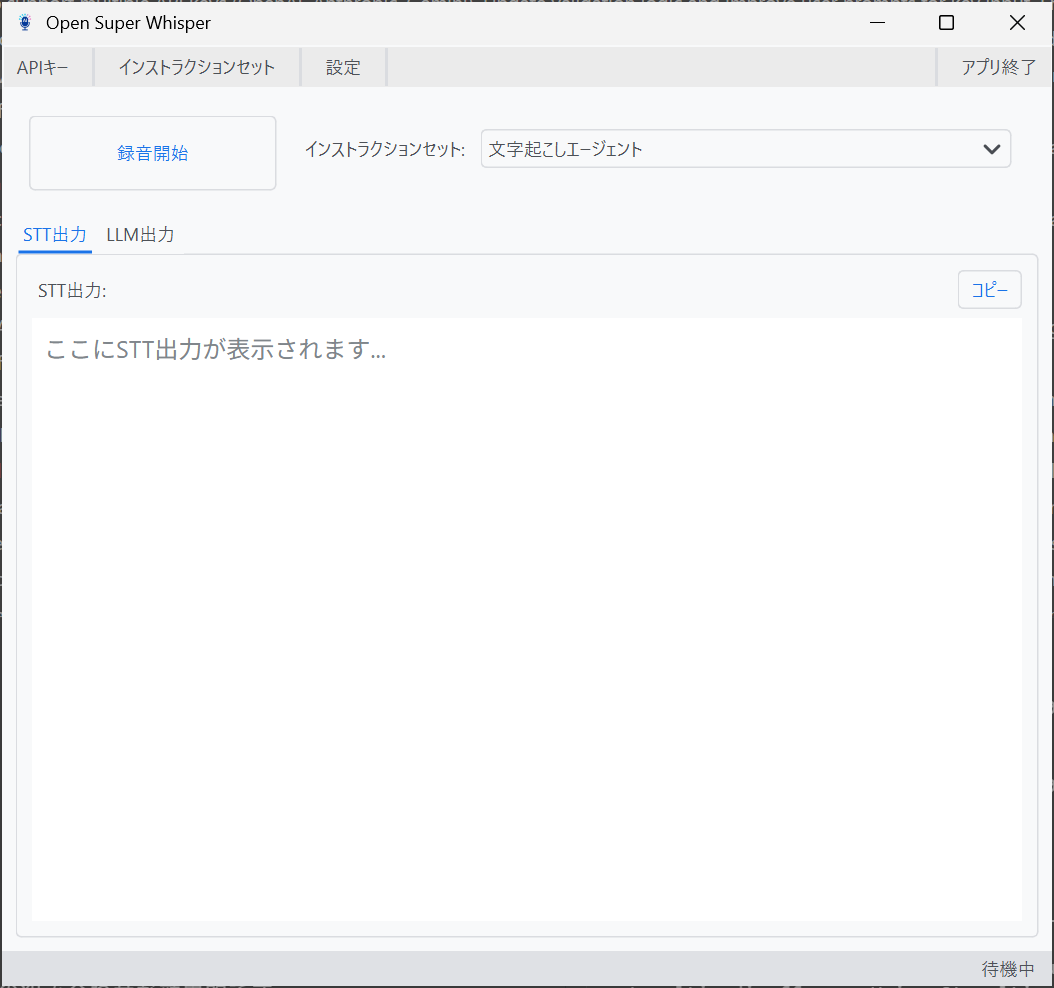 Open Super Whisper
APIキー インストラクションセット 設定 アプリ終了
録音開始 インストラクションセット: 文字起こしエージェント
STT出力 LLM出力
STT出力: コピー
ここにSTT出力が表示されます...
待機中